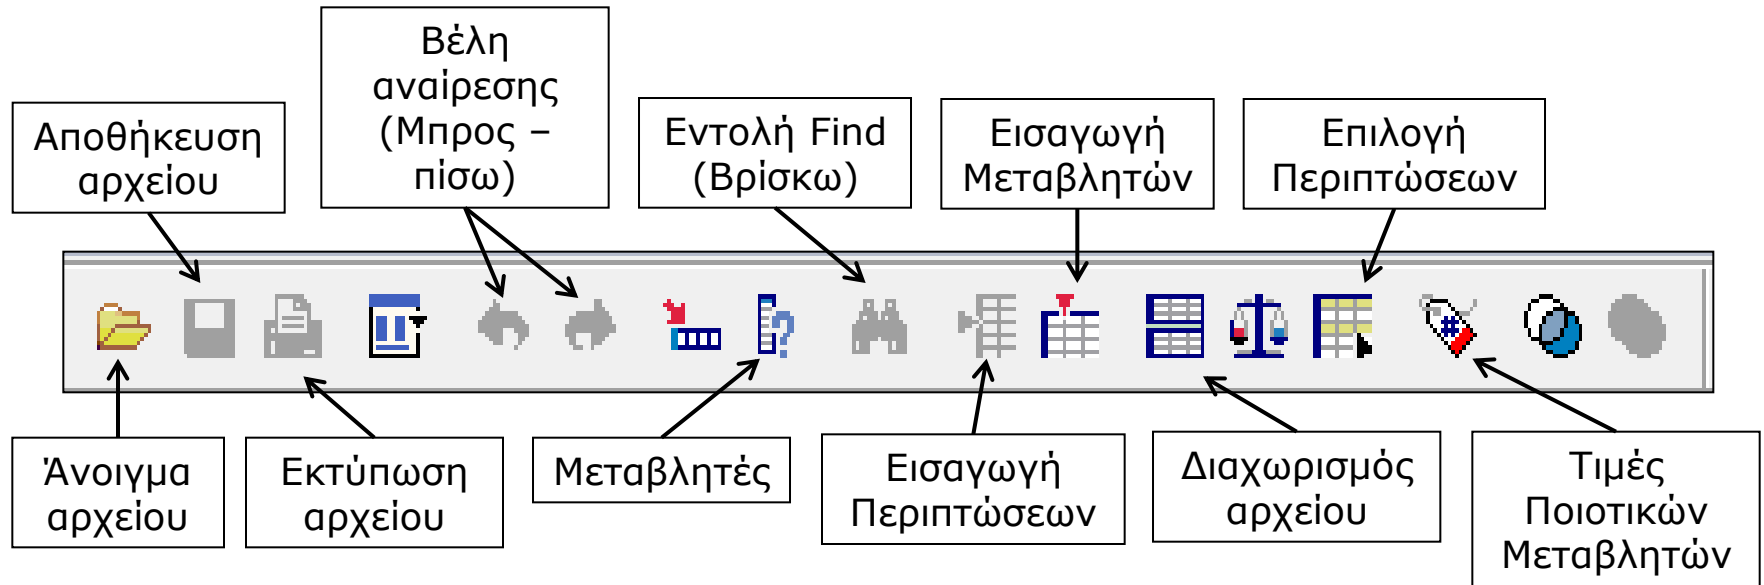 Βέλη
αναίρεσης
(Μπρος –
πίσω)
Αποθήκευση
αρχείου
Εντολή Find
(Βρίσκω)
Εισαγωγή
Μεταβλητών
Επιλογή
Περιπτώσεων
Άνοιγμα
αρχείου
Εκτύπωση
αρχείου
Μεταβλητές
Εισαγωγή
Περιπτώσεων
Διαχωρισμός
αρχείου
Τιμές
Ποιοτικών
Μεταβλητών